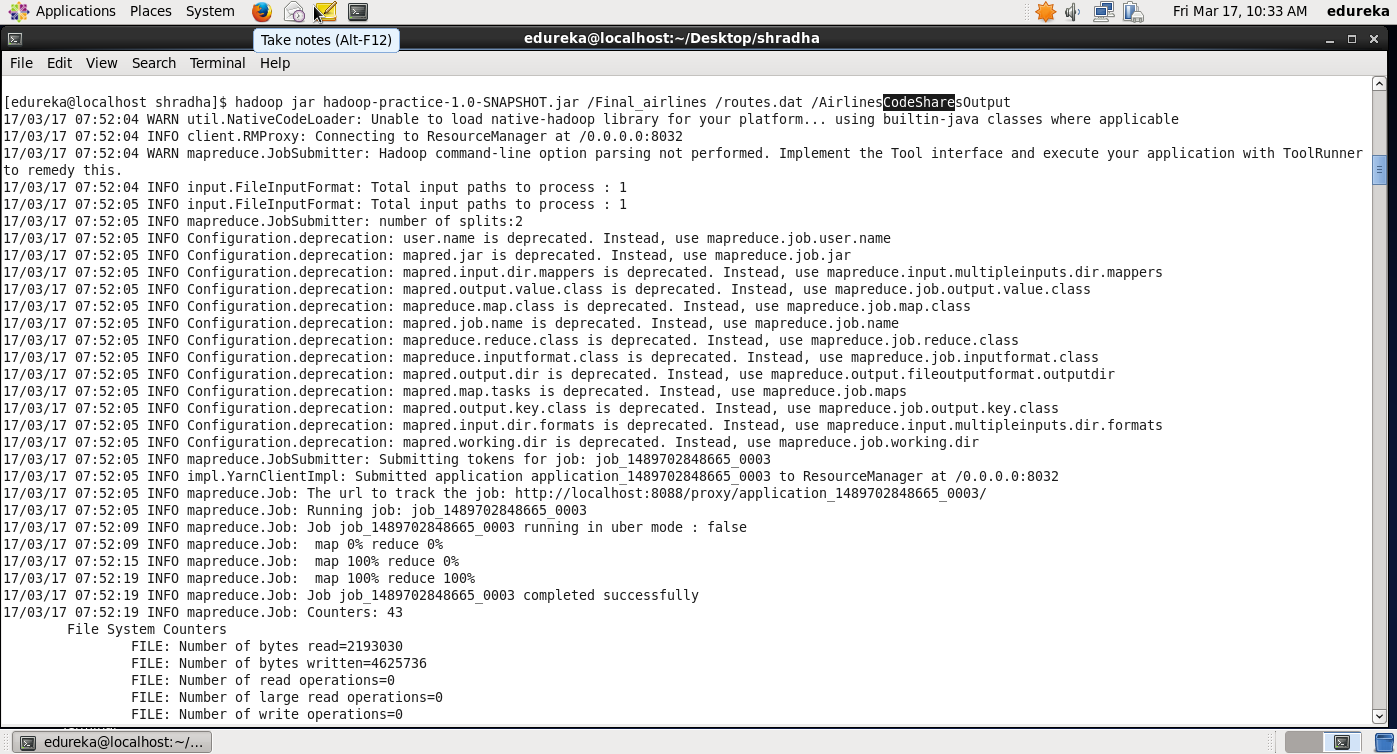 Applications Places System Fri Mar 17, 10:33 AM edureka
Take notes (Alt-F12)
edureka@localhost:~/Desktop/shradha
File Edit View Search Terminal Help
[edureka@localhost shradha]$ hadoop jar hadoop-practice-1.0-SNAPSHOT.jar /Final_airlines /routes.dat /AirlinesCodeSharesOutput
17/03/17 07:52:04 WARN util.NativeCodeLoader: Unable to load native-hadoop library for your platform... using builtin-java classes where applicable
17/03/17 07:52:04 INFO client.RMProxy: Connecting to ResourceManager at /0.0.0.0:8032
17/03/17 07:52:04 WARN mapreduce.JobSubmitter: Hadoop command-line option parsing not performed. Implement the Tool interface and execute your application with ToolRunner
to remedy this.
17/03/17 07:52:04 INFO input.FileInputFormat: Total input paths to process : 1
17/03/17 07:52:05 INFO input.FileInputFormat: Total input paths to process : 1
17/03/17 07:52:05 INFO mapreduce.JobSubmitter: number of splits:2
17/03/17 07:52:05 INFO Configuration.deprecation: user.name is deprecated. Instead, use mapreduce.job.user.name
17/03/17 07:52:05 INFO Configuration.deprecation: mapred.jar is deprecated. Instead, use mapreduce.job.jar
17/03/17 07:52:05 INFO Configuration.deprecation: mapred.input.dir.mappers is deprecated. Instead, use mapreduce.input.multipleinputs.dir.mappers
17/03/17 07:52:05 INFO Configuration.deprecation: mapred.output.value.class is deprecated. Instead, use mapreduce.job.output.value.class
17/03/17 07:52:05 INFO Configuration.deprecation: mapreduce.map.class is deprecated. Instead, use mapreduce.job.map.class
17/03/17 07:52:05 INFO Configuration.deprecation: mapred.job.name is deprecated. Instead, use mapreduce.job.name
17/03/17 07:52:05 INFO Configuration.deprecation: mapreduce.reduce.class is deprecated. Instead, use mapreduce.job.reduce.class
17/03/17 07:52:05 INFO Configuration.deprecation: mapreduce.inputformat.class is deprecated. Instead, use mapreduce.job.inputformat.class
17/03/17 07:52:05 INFO Configuration.deprecation: mapred.output.dir is deprecated. Instead, use mapreduce.output.fileoutputformat.outputdir
17/03/17 07:52:05 INFO Configuration.deprecation: mapred.map.tasks is deprecated. Instead, use mapreduce.job.maps
17/03/17 07:52:05 INFO Configuration.deprecation: mapred.output.key.class is deprecated. Instead, use mapreduce.job.output.key.class
17/03/17 07:52:05 INFO Configuration.deprecation: mapred.input.dir.formats is deprecated. Instead, use mapreduce.input.multipleinputs.dir.formats
17/03/17 07:52:05 INFO Configuration.deprecation: mapred.working.dir is deprecated. Instead, use mapreduce.job.working.dir
17/03/17 07:52:05 INFO mapreduce.JobSubmitter: Submitting tokens for job: job_1489702848665_0003
17/03/17 07:52:05 INFO impl.YarnClientImpl: Submitted application application_1489702848665_0003 to ResourceManager at /0.0.0.0:8032
17/03/17 07:52:05 INFO mapreduce.Job: The url to track the job: http://localhost:8088/proxy/application_1489702848665_0003/
17/03/17 07:52:05 INFO mapreduce.Job: Running job: job_1489702848665_0003
17/03/17 07:52:09 INFO mapreduce.Job: Job job_1489702848665_0003 running in uber mode : false
17/03/17 07:52:09 INFO mapreduce.Job:  map 0% reduce 0%
17/03/17 07:52:15 INFO mapreduce.Job:  map 100% reduce 0%
17/03/17 07:52:19 INFO mapreduce.Job:  map 100% reduce 100%
17/03/17 07:52:19 INFO mapreduce.Job: Job job_1489702848665_0003 completed successfully
17/03/17 07:52:19 INFO mapreduce.Job: Counters: 43
File System Counters
FILE: Number of bytes read=2193030
FILE: Number of bytes written=4625736
FILE: Number of read operations=0
FILE: Number of large read operations=0
FILE: Number of write operations=0
edureka@localhost:~/...